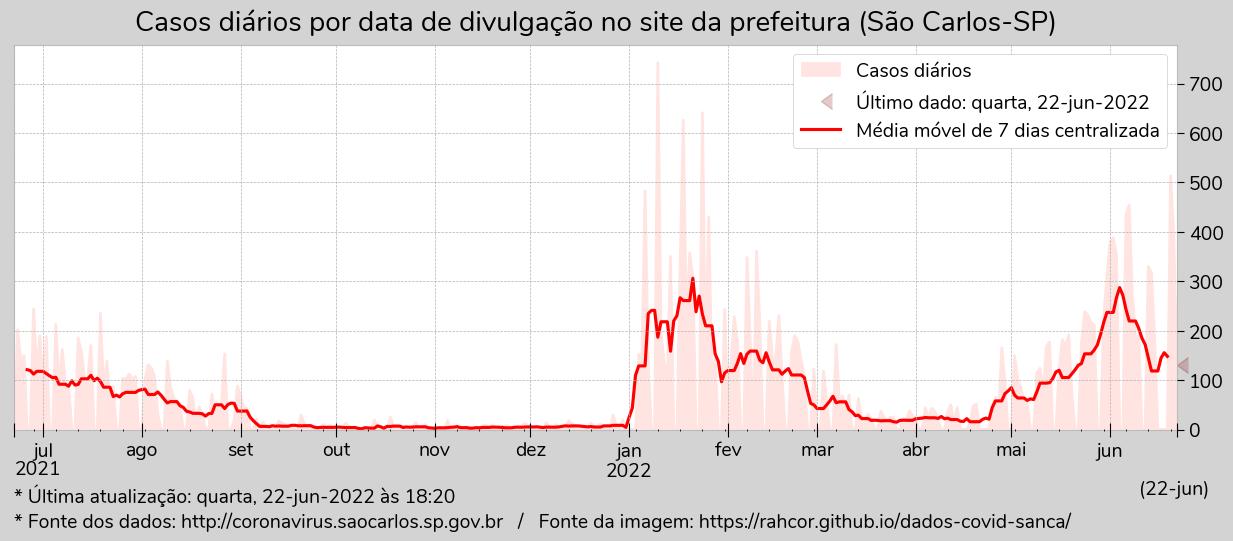 Casos diários por data de divulgação no site da prefeitura (São Carlos-SP)
Casos diários
Último dado: quarta, 22-jun-2022
Média móvel de 7 dias centralizada
700
600
500
400
300
200
100
0
jul ago set out nov dez jan fev mar abr mai jun
2021 2022
(22-jun)
* Última atualização: quarta, 22-jun-2022 às 18:20
* Fonte dos dados: http://coronavirus.saocarlos.sp.gov.br / Fonte da imagem: https://rahcor.github.io/dados-covid-sanca/